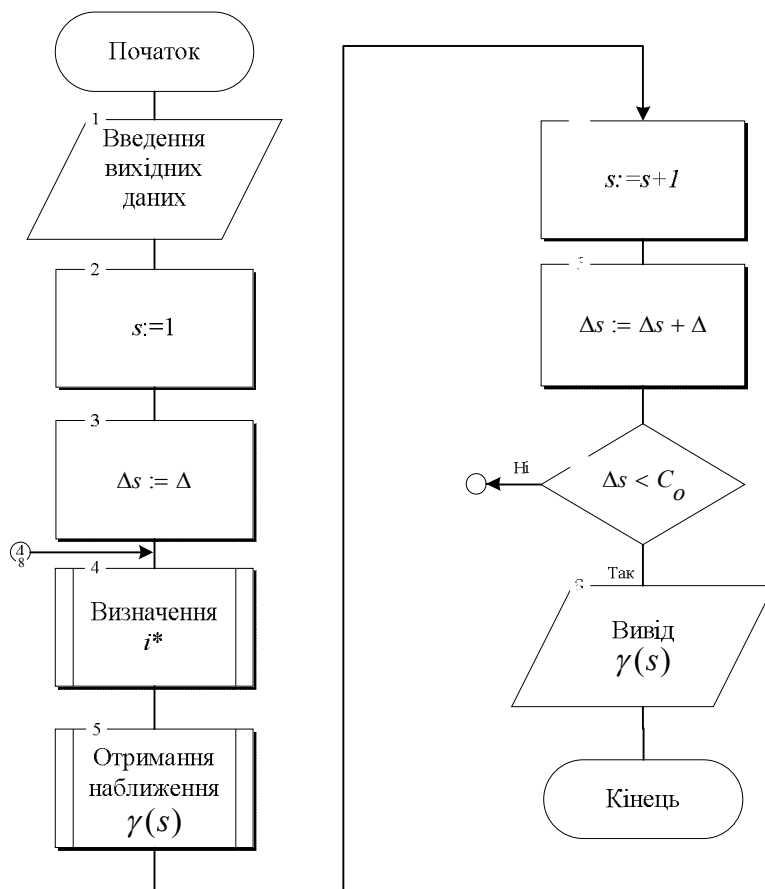 Початок
1
Введення
вихідних
даних
2
s:=1
3
Δs := Δ
4
8
4
Визначення
i*
5
Отримання
наближення
γ(s)
s:=s+1
Δs := Δs + Δ
Ні
Δs < Cₒ
Так
Вивід
γ(s)
Кінець